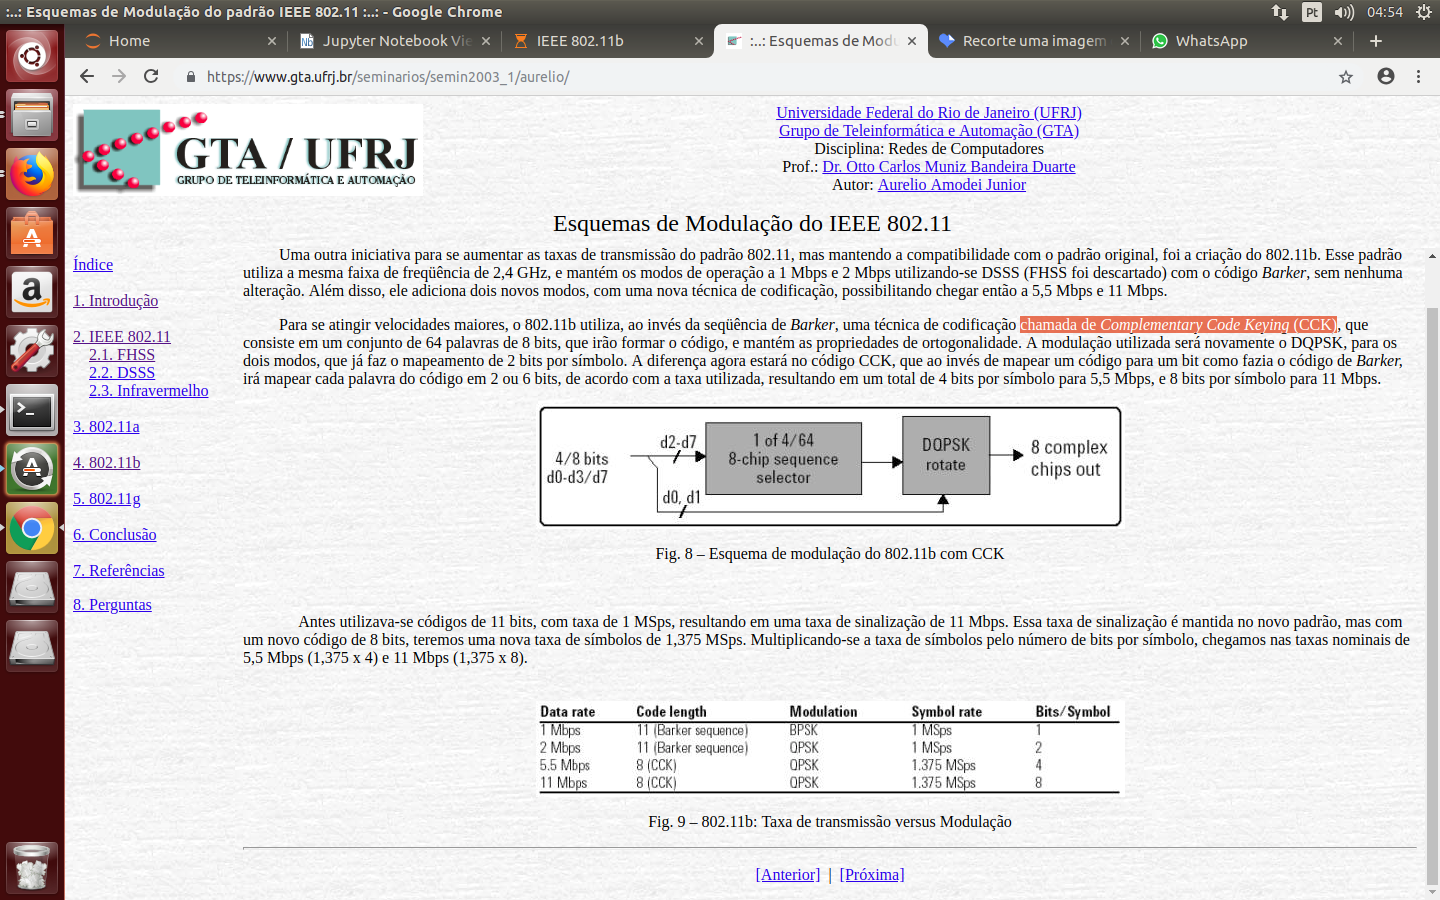 :..: Esquemas de Modulação do padrão IEEE 802.11 :..: - Google Chrome
Pt
04:54
Home
Jupyter Notebook Vie
IEEE 802.11b
:..: Esquemas de Modu
Recorte uma imagem
WhatsApp
https://www.gta.ufrj.br/seminarios/semin2003_1/aurelio/
GTA / UFRJ
GRUPO DE TELEINFORMÁTICA E AUTOMAÇÃO
Universidade Federal do Rio de Janeiro (UFRJ)
Grupo de Teleinformática e Automação (GTA)
Disciplina: Redes de Computadores
Prof.: Dr. Otto Carlos Muniz Bandeira Duarte
Autor: Aurelio Amodei Junior
Esquemas de Modulação do IEEE 802.11
Índice
1. Introdução
2. IEEE 802.11
2.1. FHSS
2.2. DSSS
2.3. Infravermelho
3. 802.11a
4. 802.11b
5. 802.11g
6. Conclusão
7. Referências
8. Perguntas
Uma outra iniciativa para se aumentar as taxas de transmissão do padrão 802.11, mas mantendo a compatibilidade com o padrão original, foi a criação do 802.11b. Esse padrão
utiliza a mesma faixa de freqüência de 2,4 GHz, e mantém os modos de operação a 1 Mbps e 2 Mbps utilizando-se DSSS (FHSS foi descartado) com o código Barker, sem nenhuma
alteração. Além disso, ele adiciona dois novos modos, com uma nova técnica de codificação, possibilitando chegar então a 5,5 Mbps e 11 Mbps.
Para se atingir velocidades maiores, o 802.11b utiliza, ao invés da seqüência de Barker, uma técnica de codificação chamada de Complementary Code Keying (CCK), que
consiste em um conjunto de 64 palavras de 8 bits, que irão formar o código, e mantém as propriedades de ortogonalidade. A modulação utilizada será novamente o DQPSK, para os
dois modos, que já faz o mapeamento de 2 bits por símbolo. A diferença agora estará no código CCK, que ao invés de mapear um código para um bit como fazia o código de Barker,
irá mapear cada palavra do código em 2 ou 6 bits, de acordo com a taxa utilizada, resultando em um total de 4 bits por símbolo para 5,5 Mbps, e 8 bits por símbolo para 11 Mbps.
4/8 bits
d0-d3/d7
d2-d7
d0, d1
1 of 4/64
8-chip sequence
selector
DQPSK
rotate
8 complex
chips out
Fig. 8 – Esquema de modulação do 802.11b com CCK
Antes utilizava-se códigos de 11 bits, com taxa de 1 MSps, resultando em uma taxa de sinalização de 11 Mbps. Essa taxa de sinalização é mantida no novo padrão, mas com
um novo código de 8 bits, teremos uma nova taxa de símbolos de 1,375 MSps. Multiplicando-se a taxa de símbolos pelo número de bits por símbolo, chegamos nas taxas nominais de
5,5 Mbps (1,375 x 4) e 11 Mbps (1,375 x 8).
Data rate Code length Modulation Symbol rate Bits/Symbol
1 Mbps 11 (Barker sequence) BPSK 1 MSps 1
2 Mbps 11 (Barker sequence) QPSK 1 MSps 2
5.5 Mbps 8 (CCK) QPSK 1.375 MSps 4
11 Mbps 8 (CCK) QPSK 1.375 MSps 8
Fig. 9 – 802.11b: Taxa de transmissão versus Modulação
[Anterior] | [Próxima]